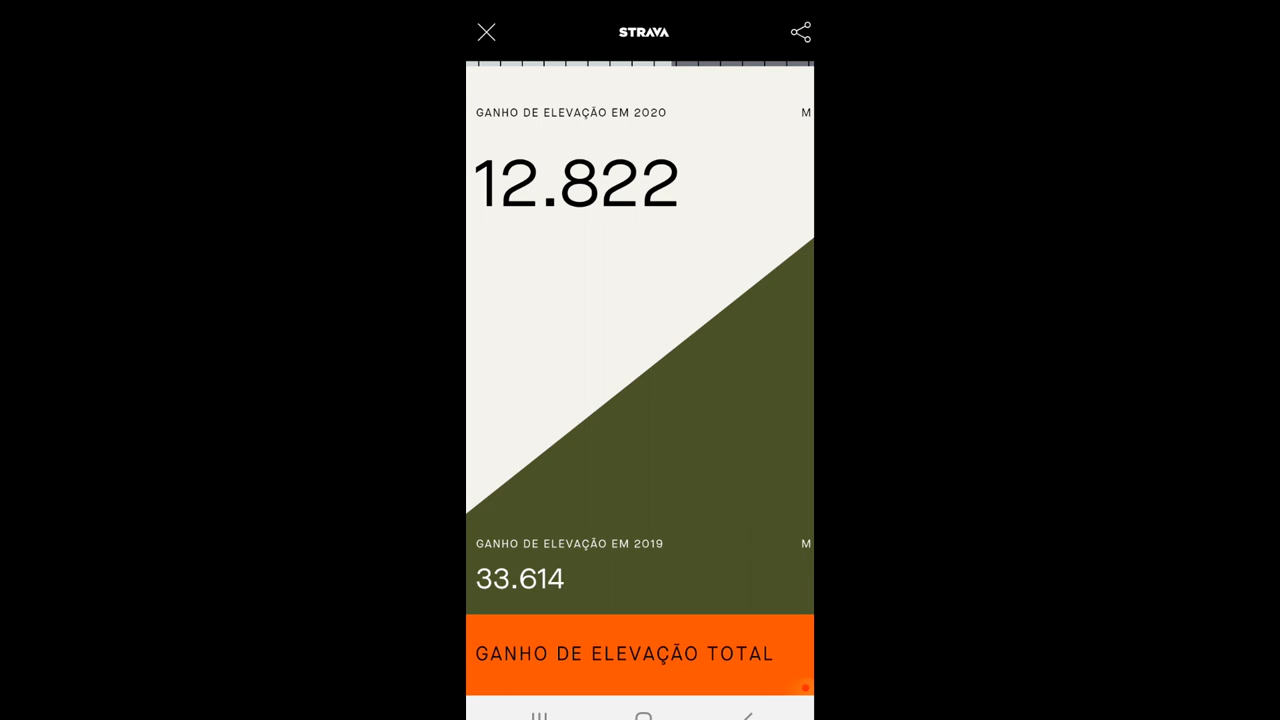 STRAVA
GANHO DE ELEVAÇÃO EM 2020 M
12.822
GANHO DE ELEVAÇÃO EM 2019 M
33.614
GANHO DE ELEVAÇÃO TOTAL